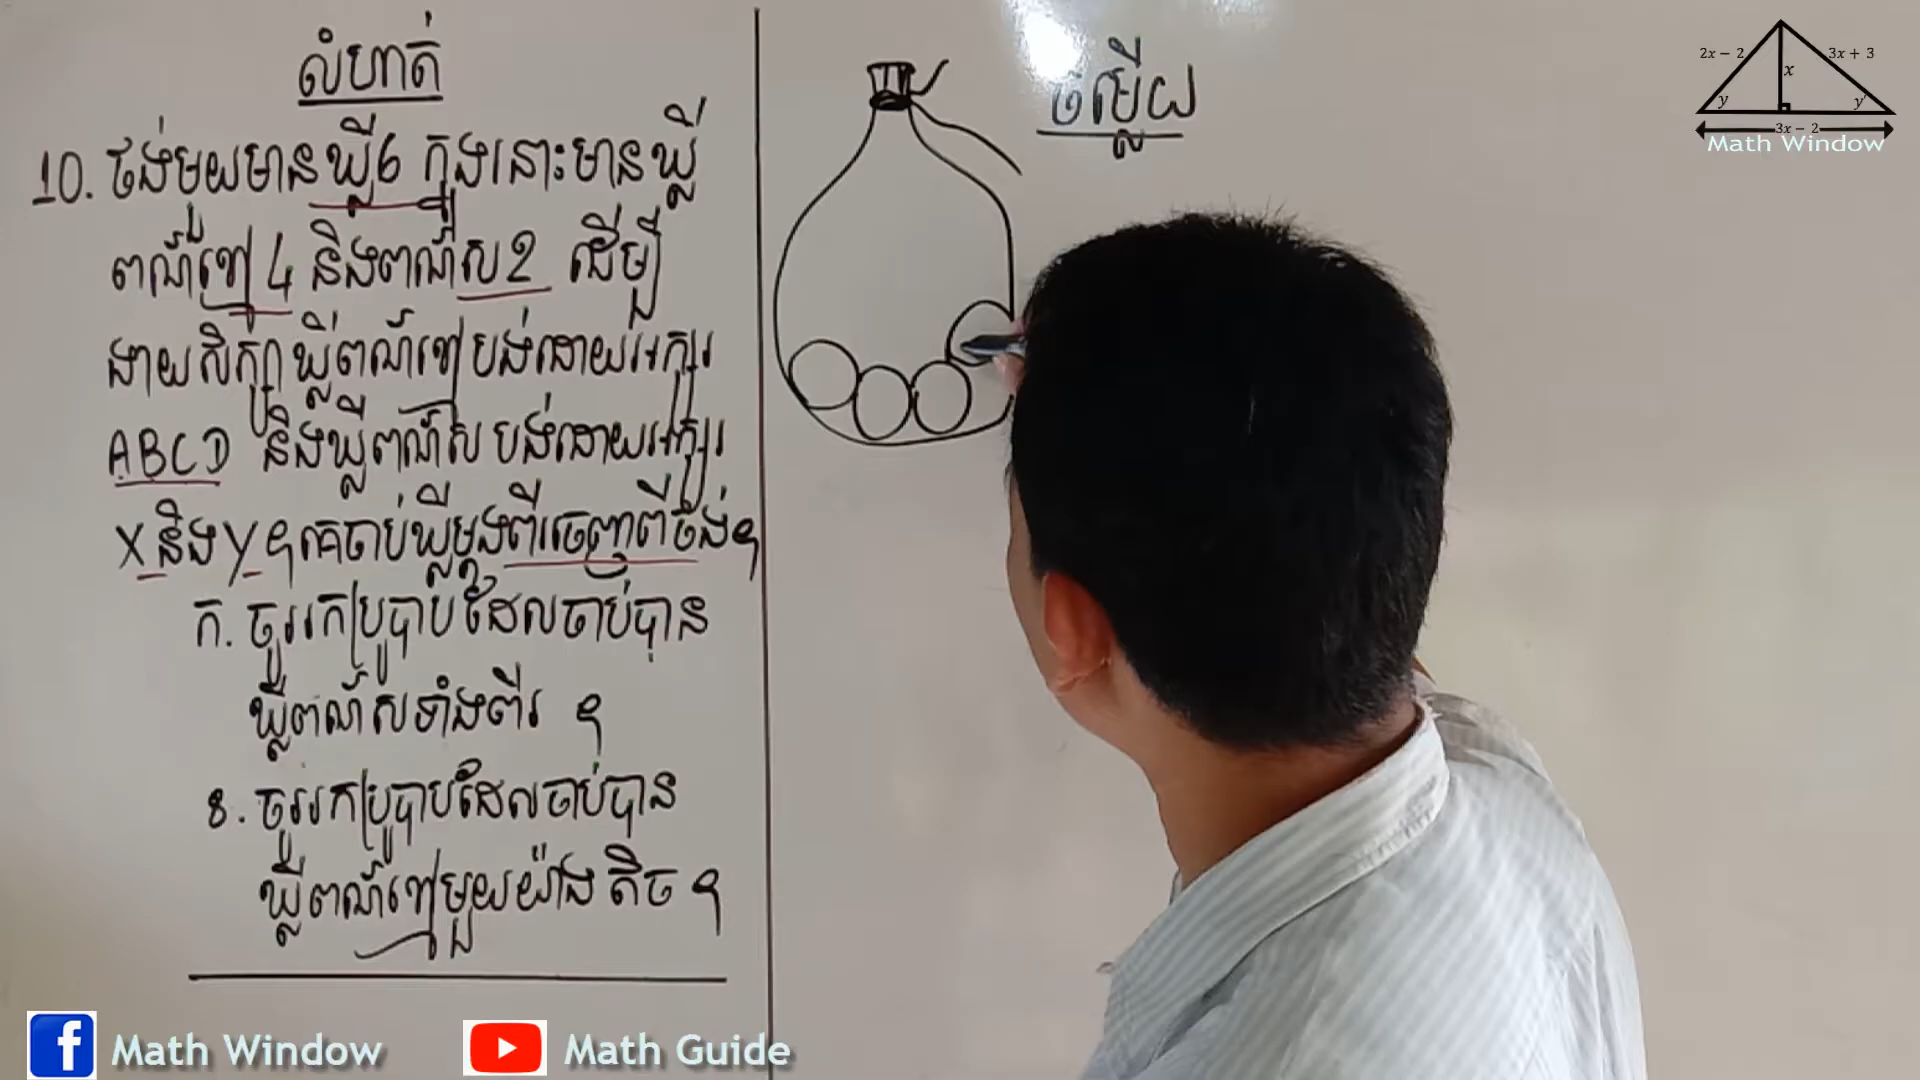 លំហាត់
10. ថង់មួយមានឃ្លី6 ក្នុងនោះមានឃ្លី
ពណ៌ខៀវ 4 និងពណ៌ស 2 ដើម្បី
ងាយសិក្សា ឃ្លីពណ៌ខៀវ បង់ដោយអក្សរ
ABCD និងឃ្លីពណ៌ស បង់ដោយអក្សរ
X និង Y ។ គេចាប់ឃ្លីម្តងពីរចេញពីថង់។
ក. ចូររកប្រូបាបដែលចាប់បាន
ឃ្លីពណ៌សទាំងពីរ ។
ខ. ចូររកប្រូបាបដែលចាប់បាន
ឃ្លីពណ៌ខៀវមួយយ៉ាងតិច ។
ចម្លើយ
2x − 2
3x + 3
x
y
y
3x − 2
Math Window
Math Window
Math Guide